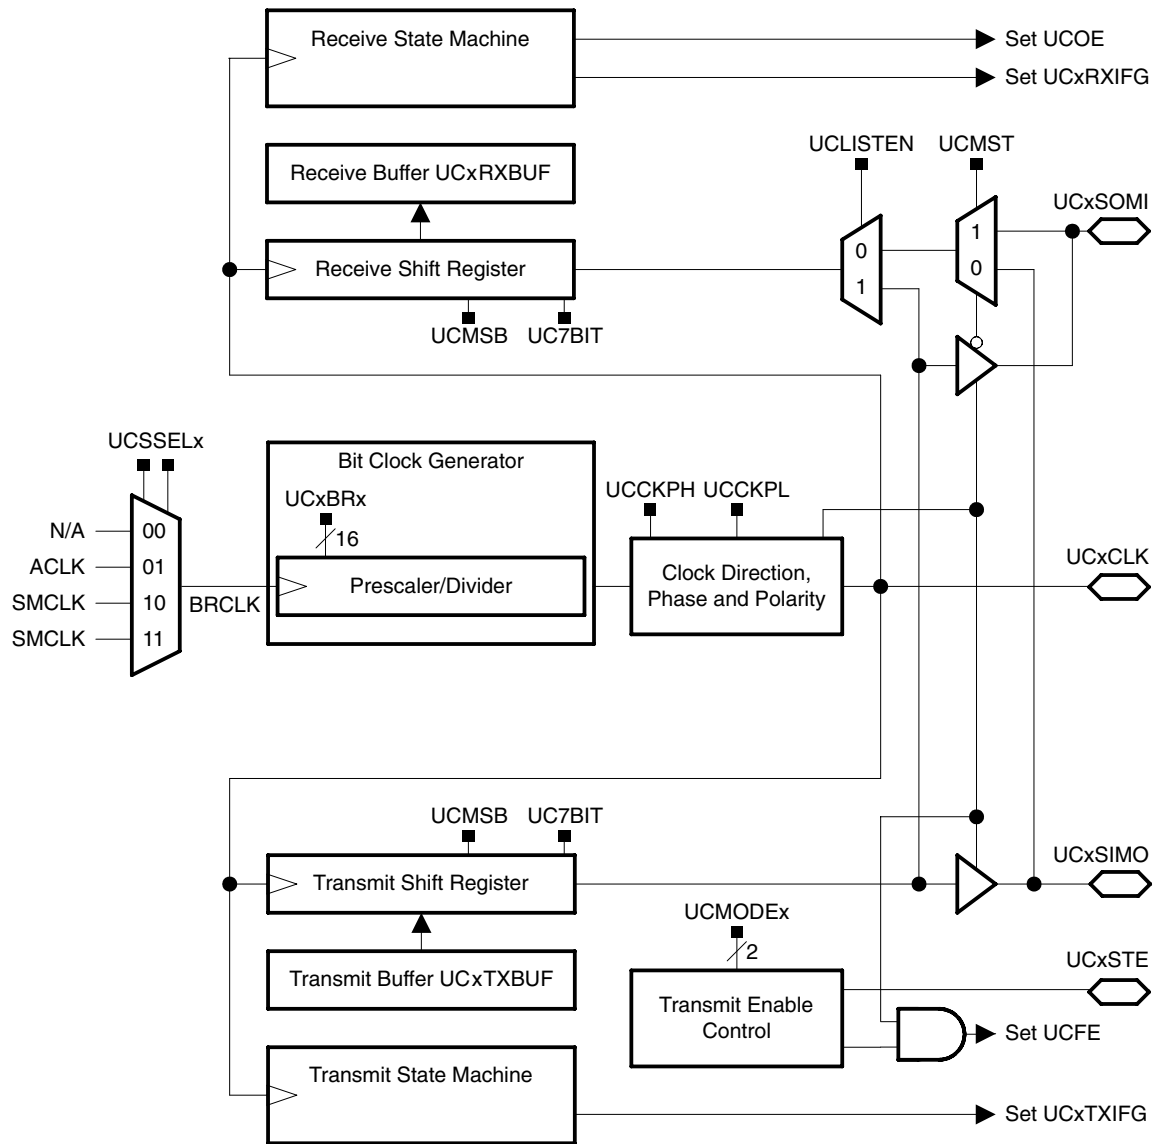 Receive State Machine
Set UCOE
Set UCxRXIFG
Receive Buffer UCxRXBUF
UCLISTEN
UCMST
UCxSOMI
1
0
0
1
Receive Shift Register
UCMSB
UC7BIT
UCSSELx
Bit Clock Generator
UCxBRx
16
UCCKPH
UCCKPL
N/A
00
ACLK
01
SMCLK
10
SMCLK
11
BRCLK
Prescaler/Divider
Clock Direction,
Phase and Polarity
UCxCLK
UCMSB
UC7BIT
Transmit Shift Register
UCxSIMO
UCMODEx
2
Transmit Buffer UCxTXBUF
Transmit Enable
Control
UCxSTE
Set UCFE
Transmit State Machine
Set UCxTXIFG